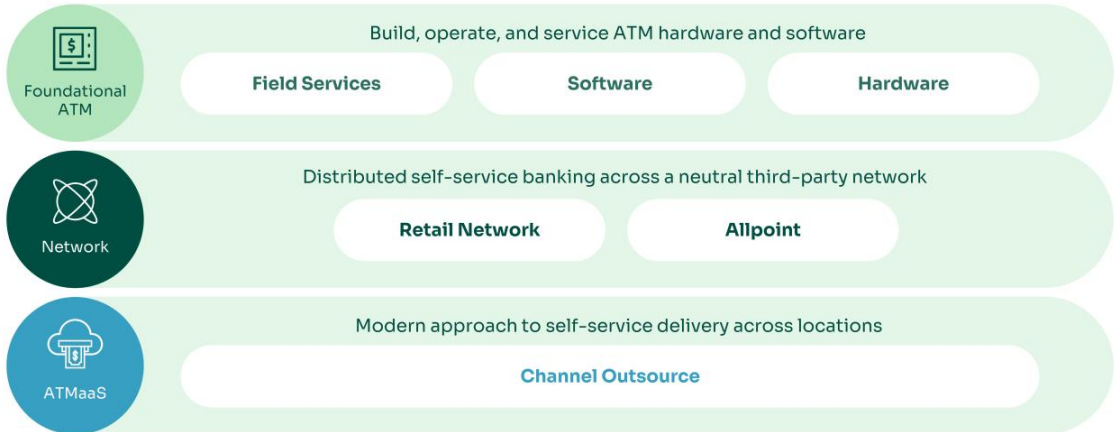 Build, operate, and service ATM hardware and software
Foundational
ATM
Field Services
Software
Hardware
Distributed self-service banking across a neutral third-party network
Network
Retail Network
Allpoint
Modern approach to self-service delivery across locations
ATMaaS
Channel Outsource